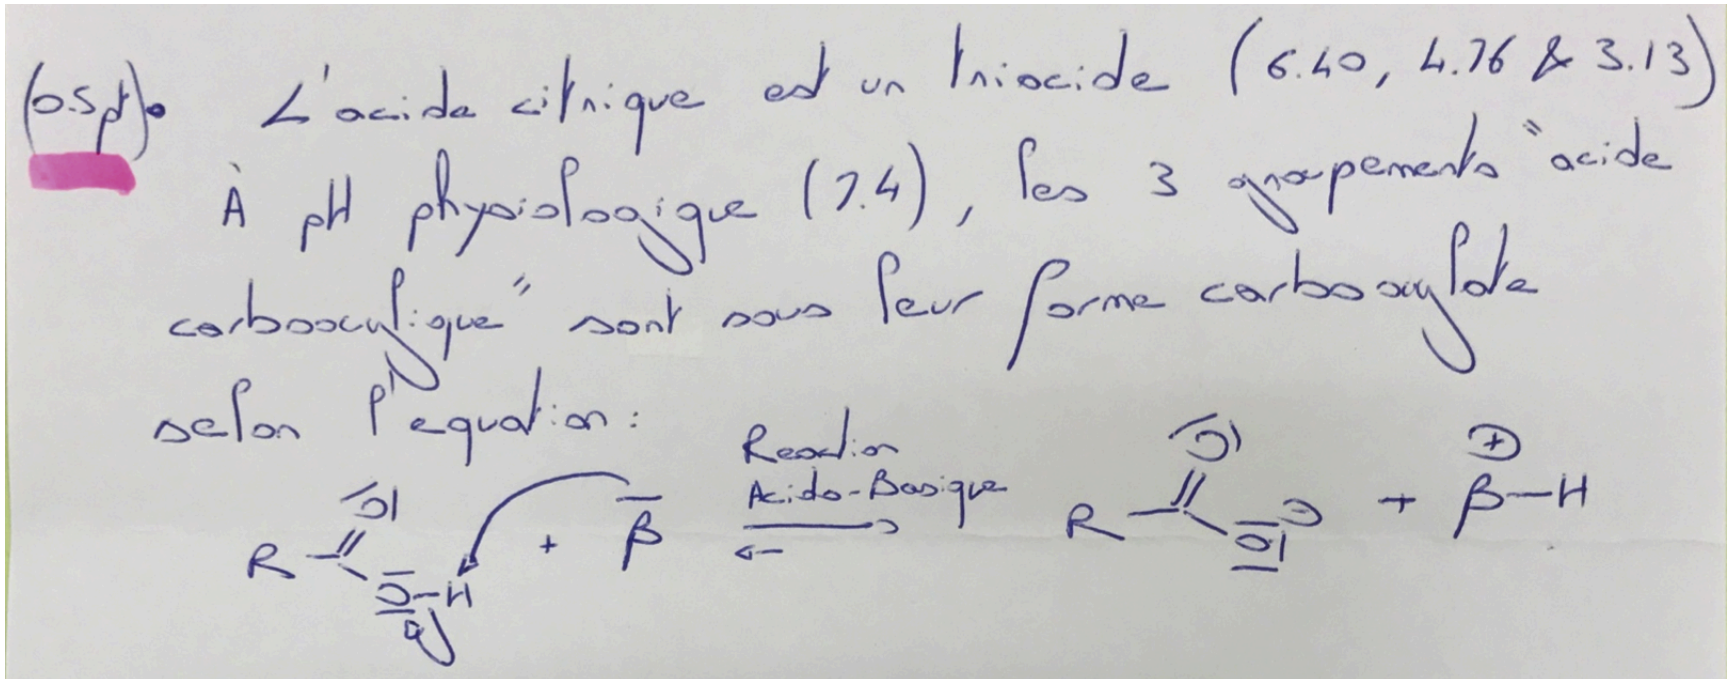 (0.5pt). L'acide citrique est un triacide (6.40, 4.76 & 3.13)
À pH physiologique (7.4), les 3 groupements "acide
carboxylique" sont sous leur forme carboxylate
selon l'equation:
Reaction
Acido-Basique
R O O-H + B ⇌ R O O⊖ + B⊕-H